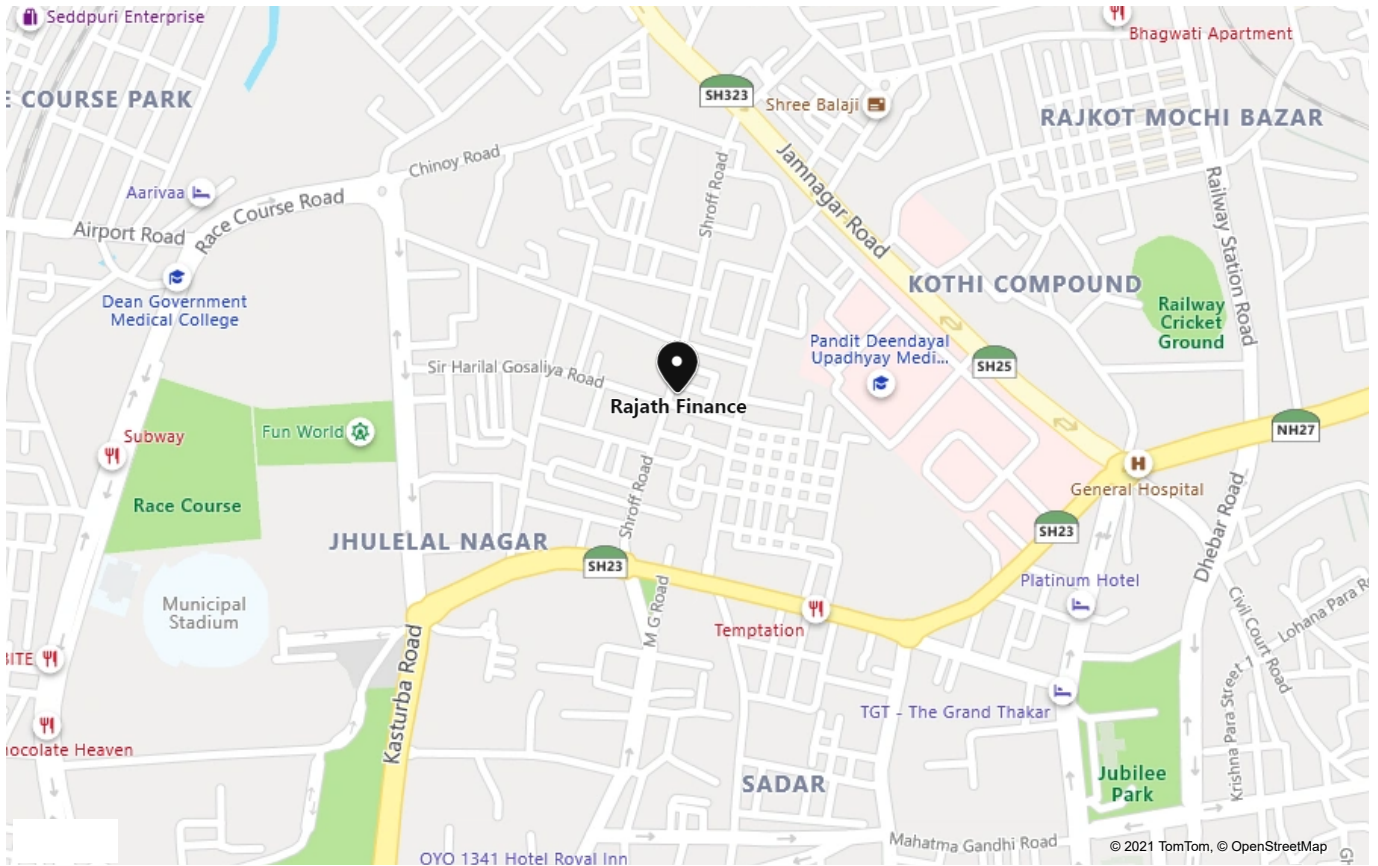 Seddpuri Enterprise
Bhagwati Apartment
E COURSE PARK
SH323
Shree Balaji
RAJKOT MOCHI BAZAR
Chinoy Road
Shroff Road
Jamnagar Road
Aarivaa
Race Course Road
Airport Road
Railway Station Road
KOTHI COMPOUND
Dean Government
Medical College
Railway
Cricket
Ground
Pandit Deendayal
Upadhyay Medi...
SH25
Sir Harilal Gosaliya Road
Rajath Finance
NH27
Subway
Fun World
H
General Hospital
Race Course
Shroff Road
SH23
Dhebar Road
JHULELAL NAGAR
SH23
Platinum Hotel
Municipal
Stadium
M G Road
Temptation
Civil Court Road
Lohana Para R
BITE
Kasturba Road
TGT - The Grand Thakar
Krishna Para Street 1
hocolate Heaven
SADAR
Jubilee
Park
Mahatma Gandhi Road
OYO 1341 Hotel Royal Inn
© 2021 TomTom, © OpenStreetMap